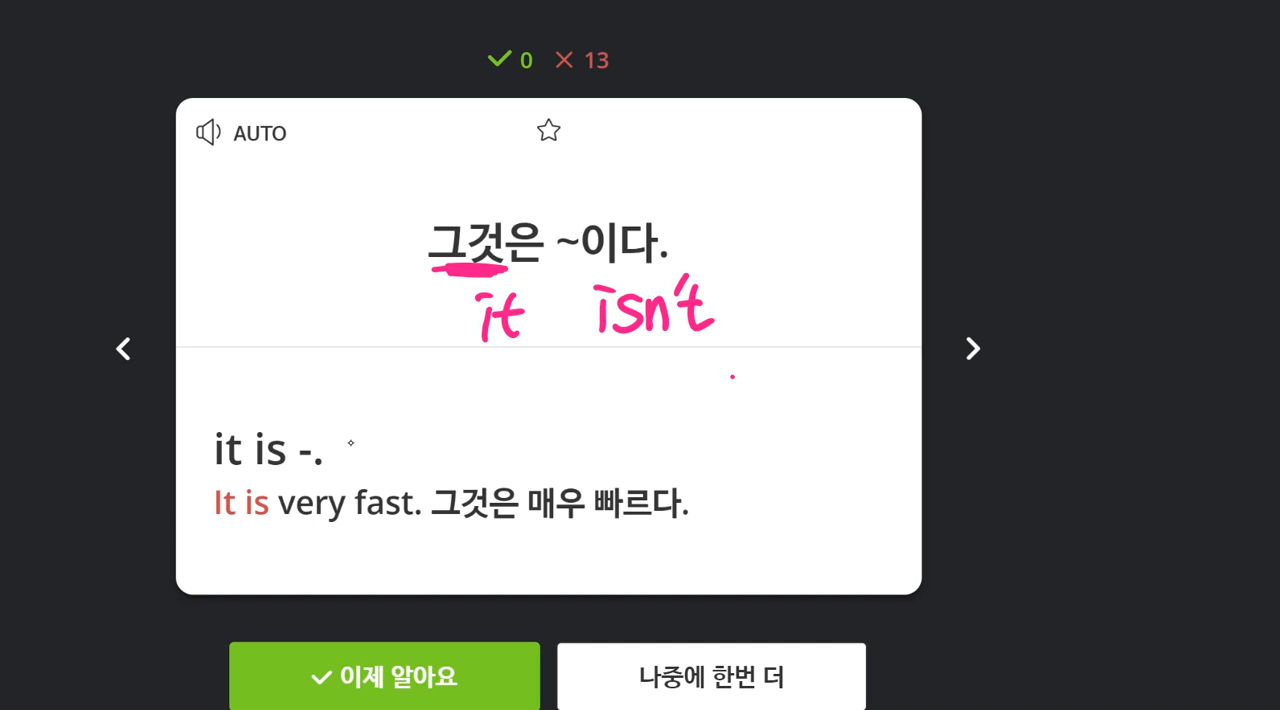 0 13
AUTO
그것은 ~이다.
it isn't
it is -.
It is very fast. 그것은 매우 빠르다.
이제 알아요 나중에 한번 더